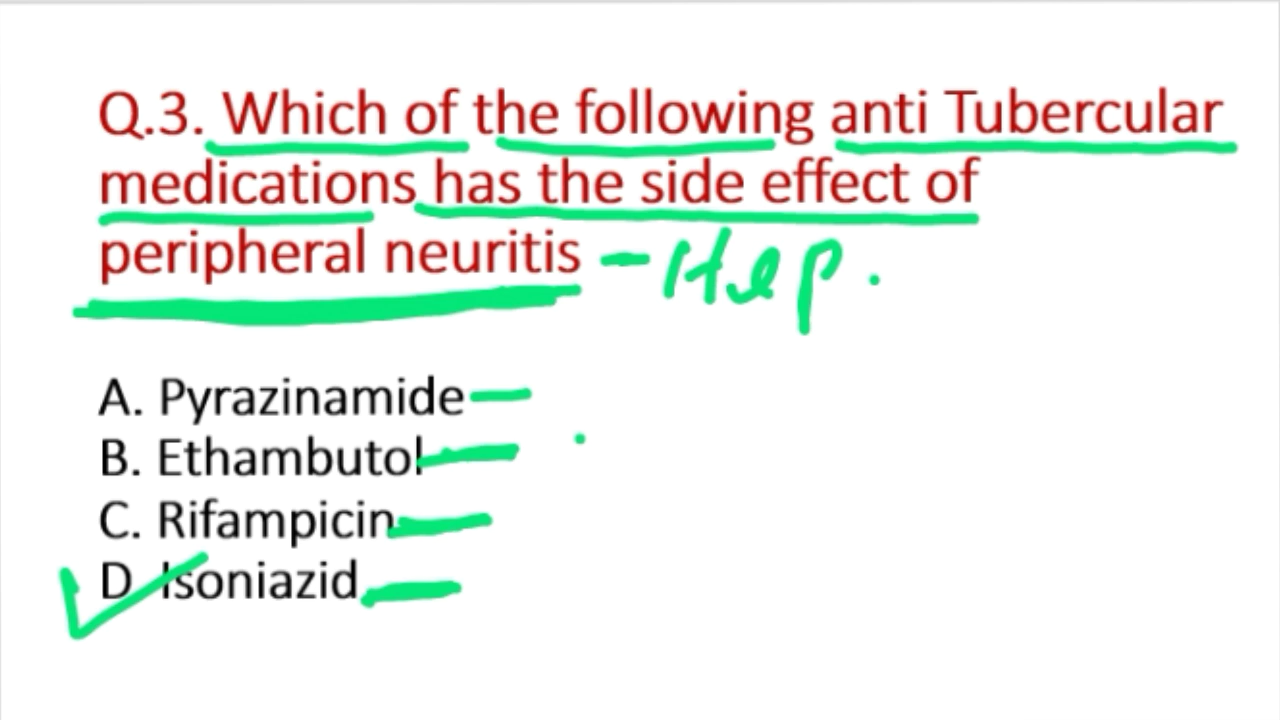 Q.3. Which of the following anti Tubercular
medications has the side effect of
peripheral neuritis
A. Pyrazinamide
B. Ethambutol
C. Rifampicin
D. Isoniazid